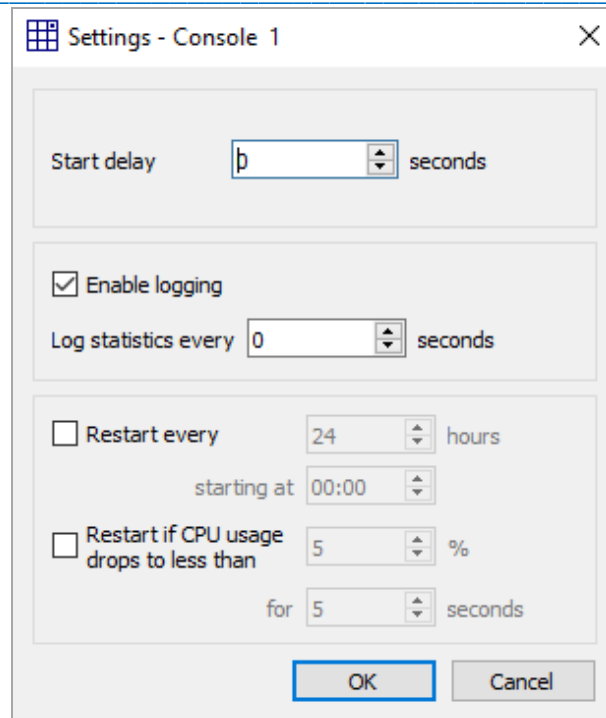 Settings - Console 1
Start delay 0 seconds
Enable logging
Log statistics every 0 seconds
Restart every 24 hours
starting at 00:00
Restart if CPU usage
drops to less than 5 %
for 5 seconds
OK Cancel